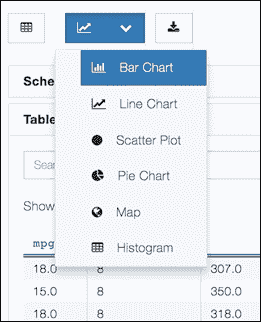 Bar Chart
Sche
Line Chart
Table
Scatter Plot
Sear
Pie Chart
Show
Map
mpg
Histogram
18.0 8 307.0
15.0 8 350.0
18.0 8 318.0